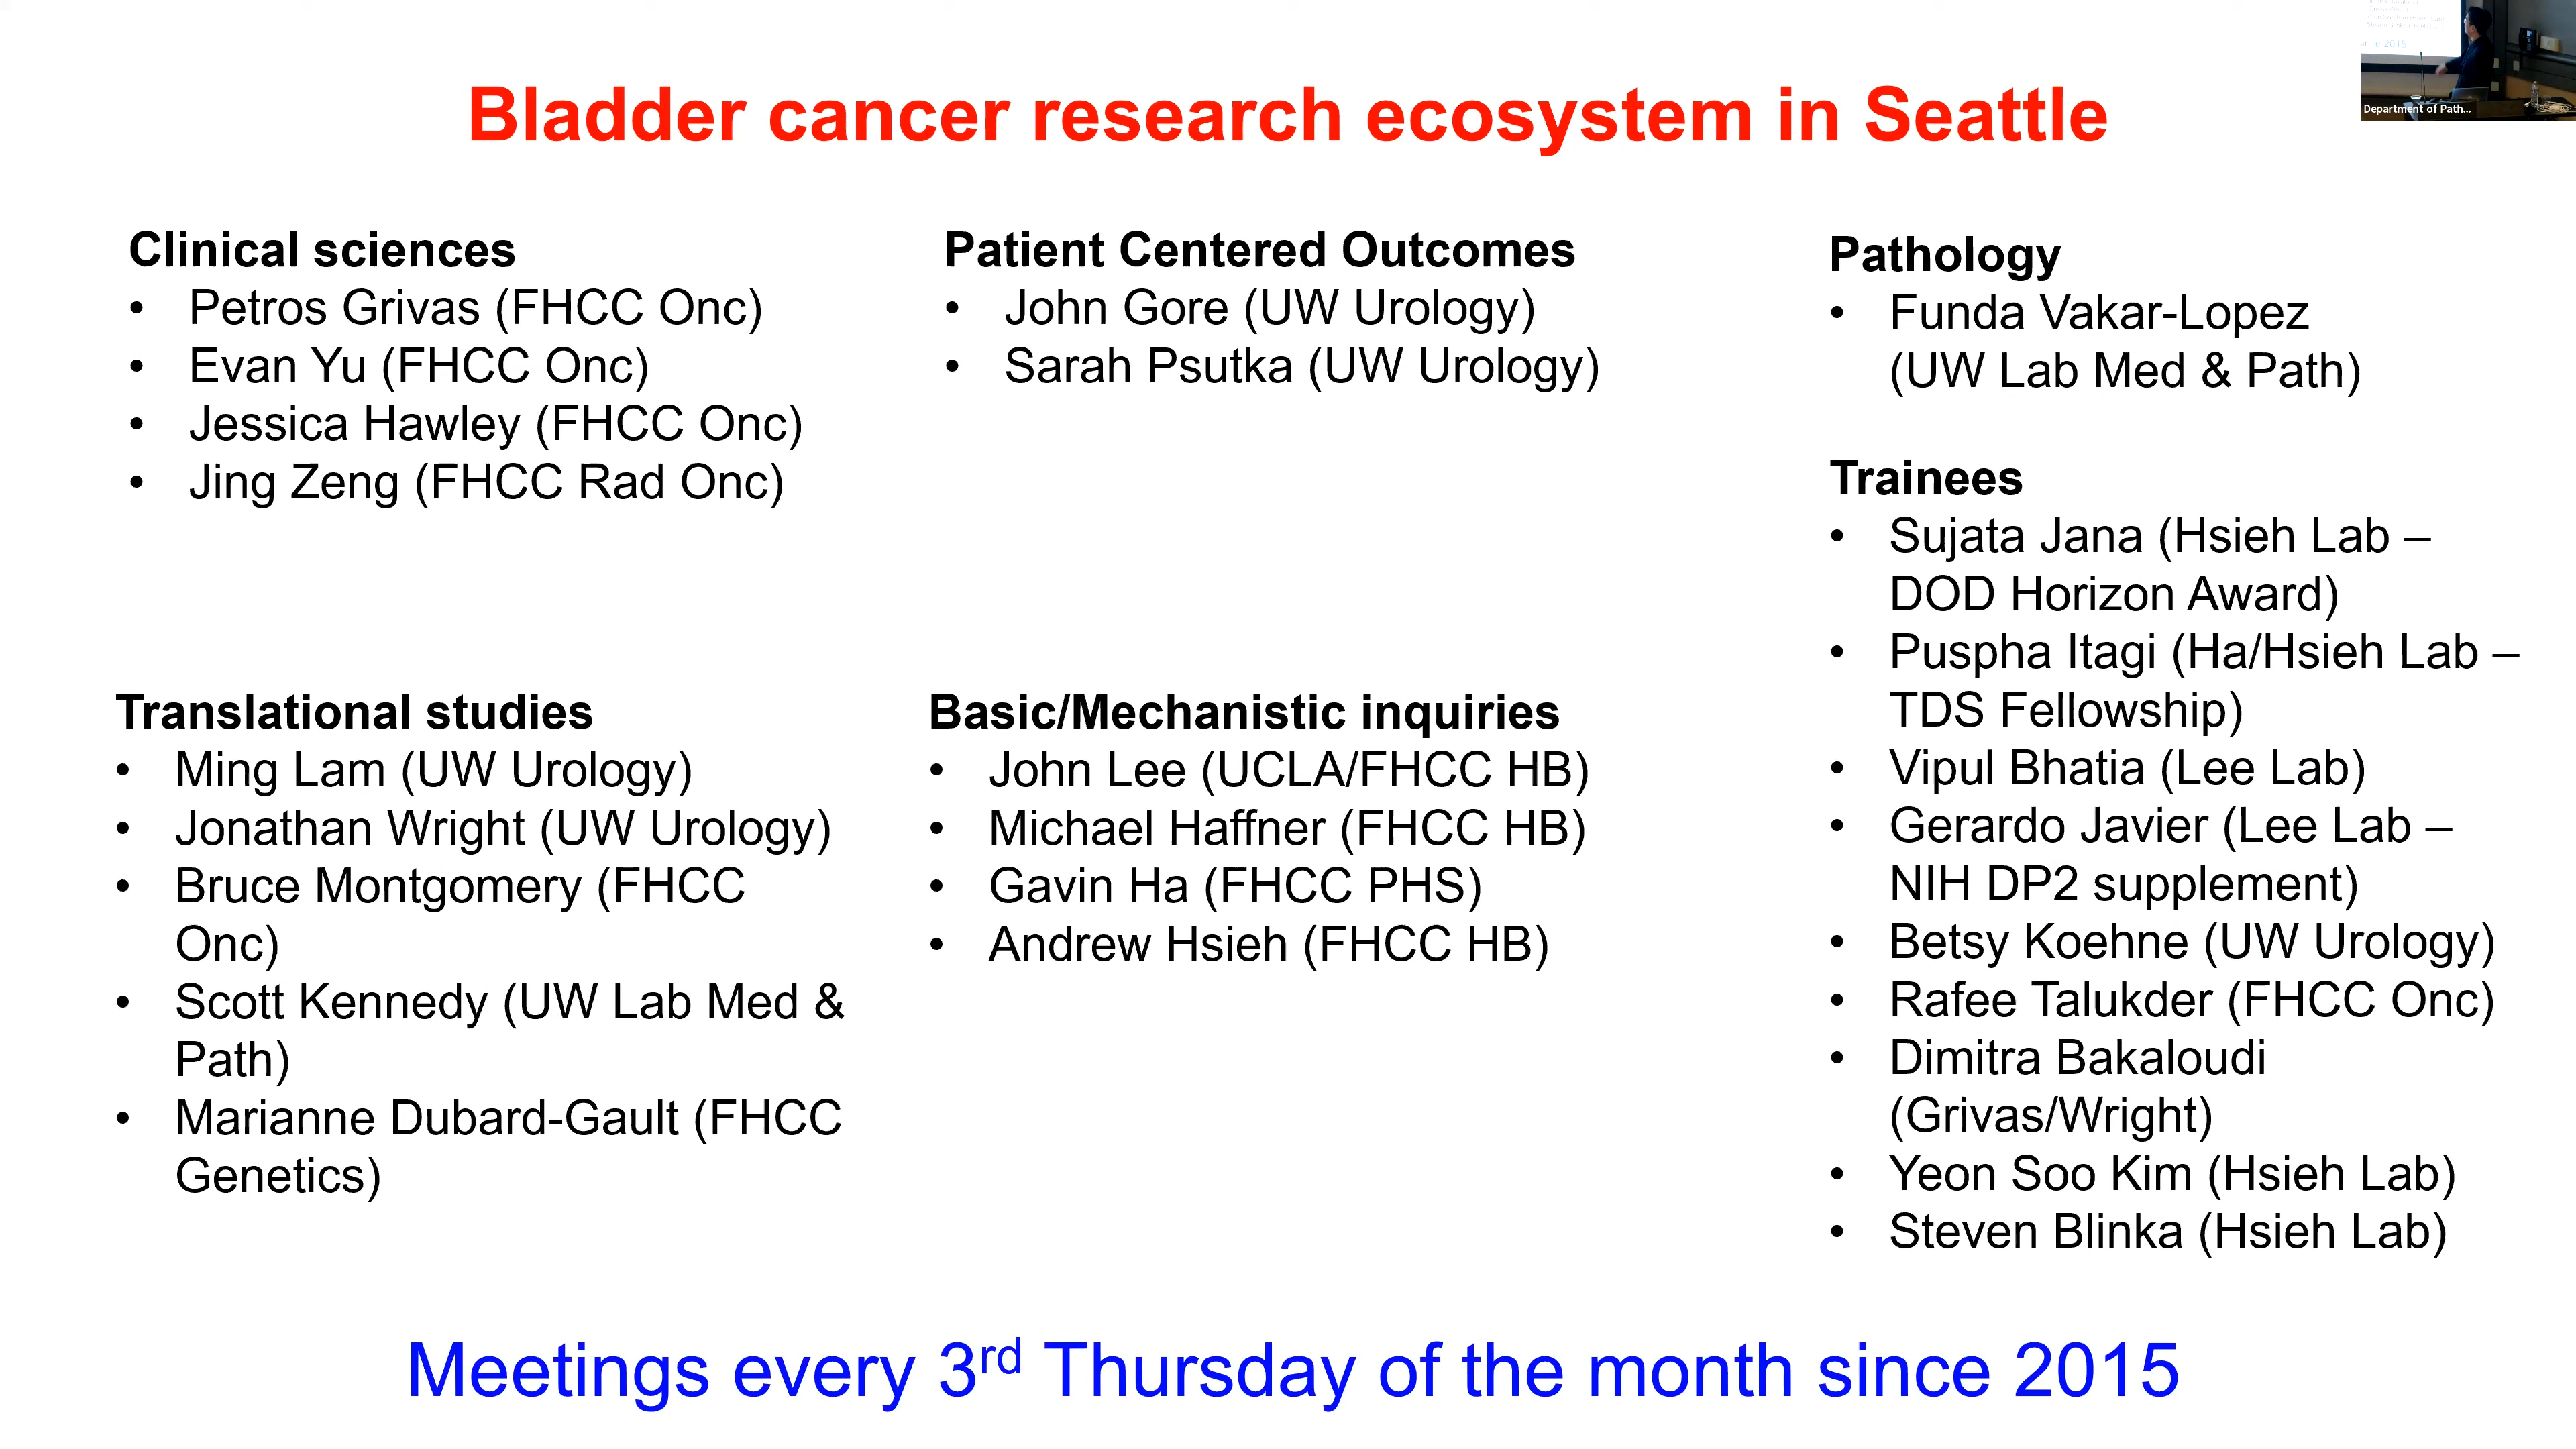 Bladder cancer research ecosystem in Seattle
Department of Path...
since 2015
Clinical sciences
• Petros Grivas (FHCC Onc)
• Evan Yu (FHCC Onc)
• Jessica Hawley (FHCC Onc)
• Jing Zeng (FHCC Rad Onc)
Patient Centered Outcomes
• John Gore (UW Urology)
• Sarah Psutka (UW Urology)
Pathology
• Funda Vakar-Lopez
(UW Lab Med & Path)
Trainees
• Sujata Jana (Hsieh Lab –
DOD Horizon Award)
• Puspha Itagi (Ha/Hsieh Lab –
TDS Fellowship)
• Vipul Bhatia (Lee Lab)
• Gerardo Javier (Lee Lab –
NIH DP2 supplement)
• Betsy Koehne (UW Urology)
• Rafee Talukder (FHCC Onc)
• Dimitra Bakaloudi
(Grivas/Wright)
• Yeon Soo Kim (Hsieh Lab)
• Steven Blinka (Hsieh Lab)
Translational studies
• Ming Lam (UW Urology)
• Jonathan Wright (UW Urology)
• Bruce Montgomery (FHCC
Onc)
• Scott Kennedy (UW Lab Med &
Path)
• Marianne Dubard-Gault (FHCC
Genetics)
Basic/Mechanistic inquiries
• John Lee (UCLA/FHCC HB)
• Michael Haffner (FHCC HB)
• Gavin Ha (FHCC PHS)
• Andrew Hsieh (FHCC HB)
Meetings every 3rd Thursday of the month since 2015